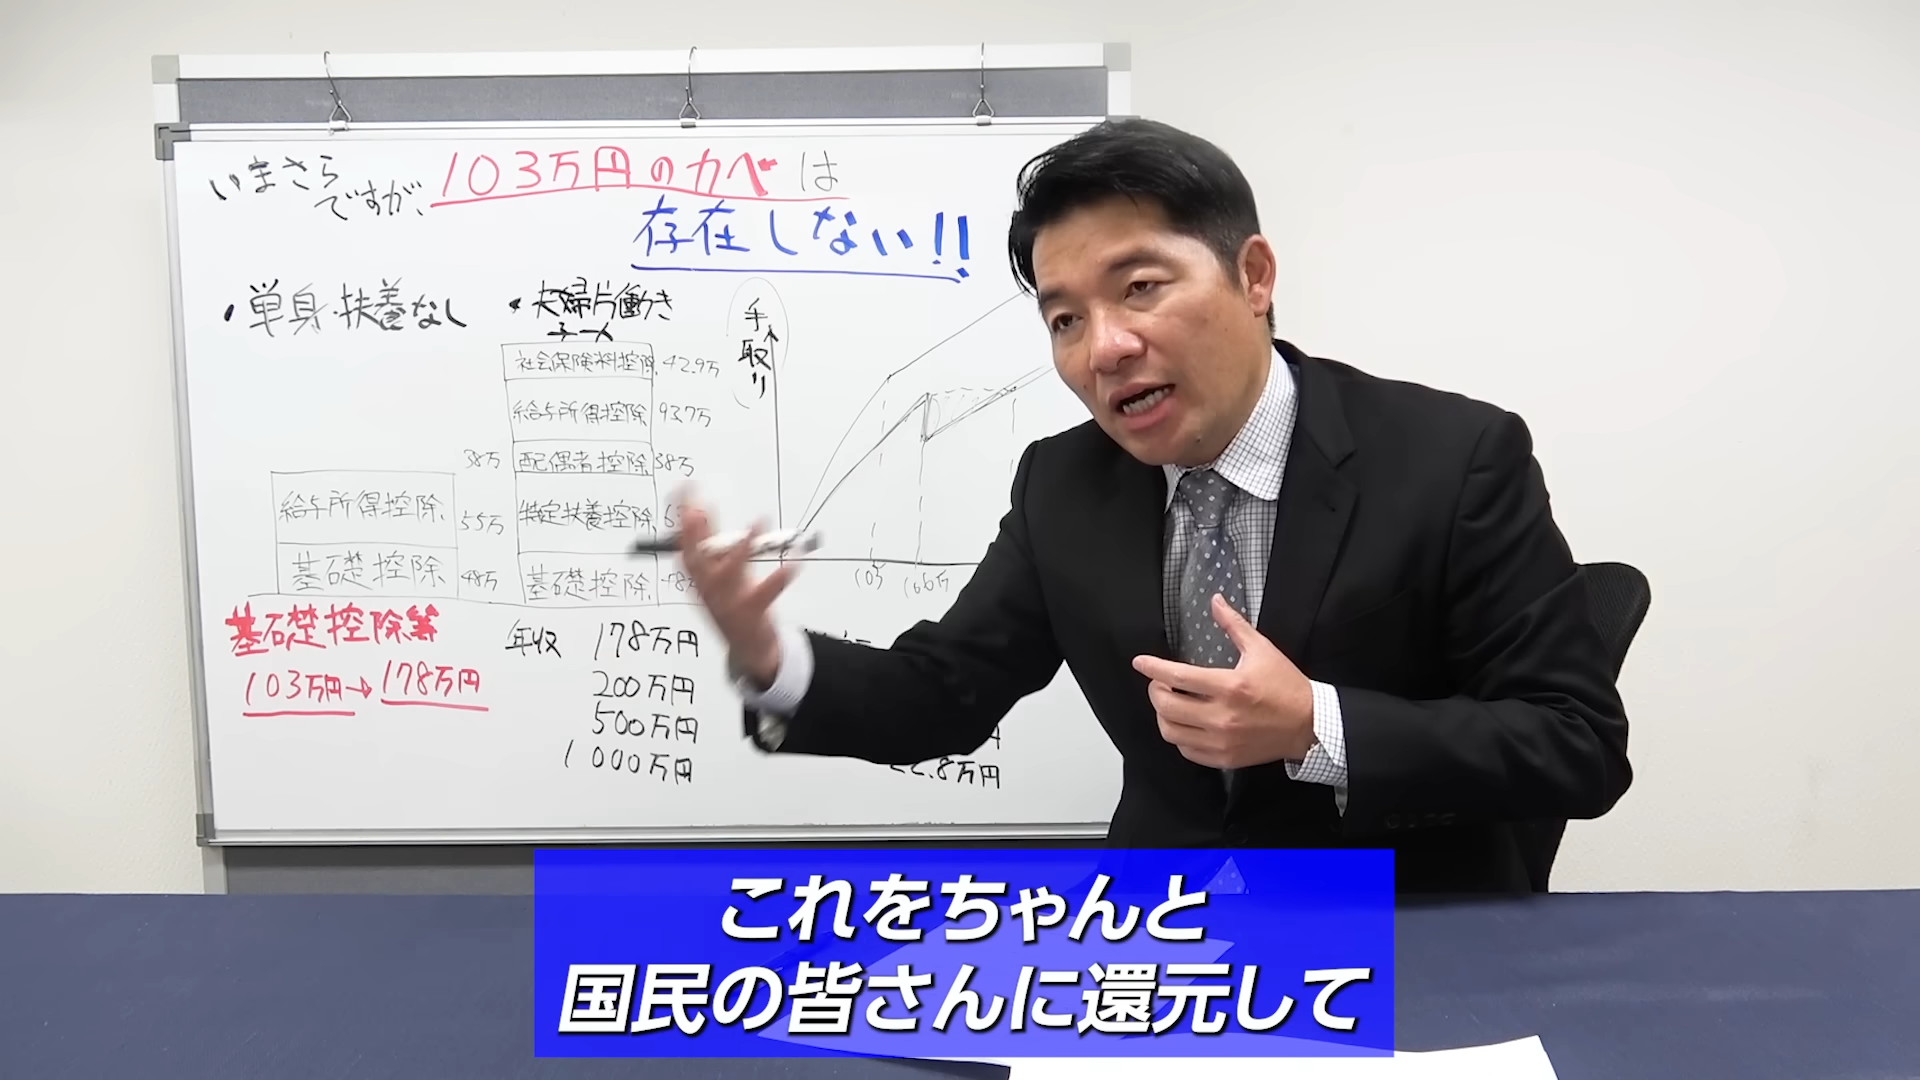 いまさら
ですが、
103万円のカベは
存在しない!!
・単身・扶養なし
・夫婦片働き
子一人
社会保険料控除 42.9万
給与所得控除 93.7万
38万 配偶者控除 38万
特定扶養控除
基礎控除
給与所得控除 55万
基礎控除 48万
手取り
103
106万
基礎控除等
103万円→178万円
年収 178万円
200万円
500万円
1000万円
.8万円
これをちゃんと
国民の皆さんに還元して